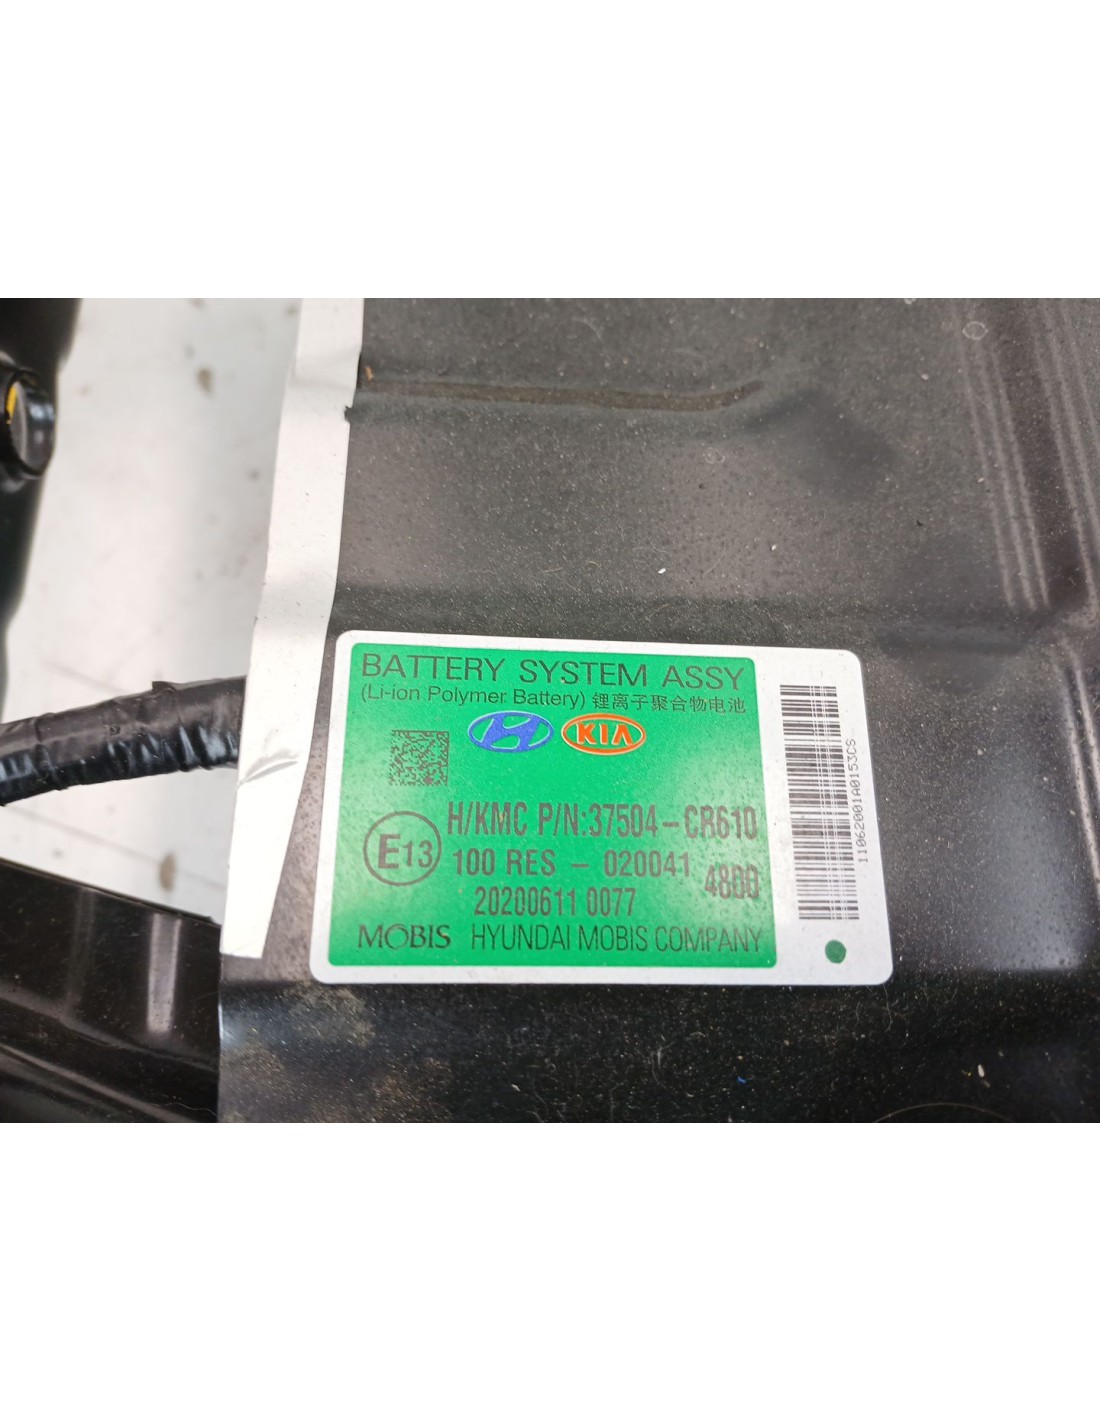 BATTERY SYSTEM ASSY
(Li-ion Polymer Battery) 锂离子聚合物电池
KIA
H/KMC P/N:37504-CR610
E13
100 RES - 020041
4800
20200611 0077
MOBIS HYUNDAI MOBIS COMPANY
11062001A0153CS